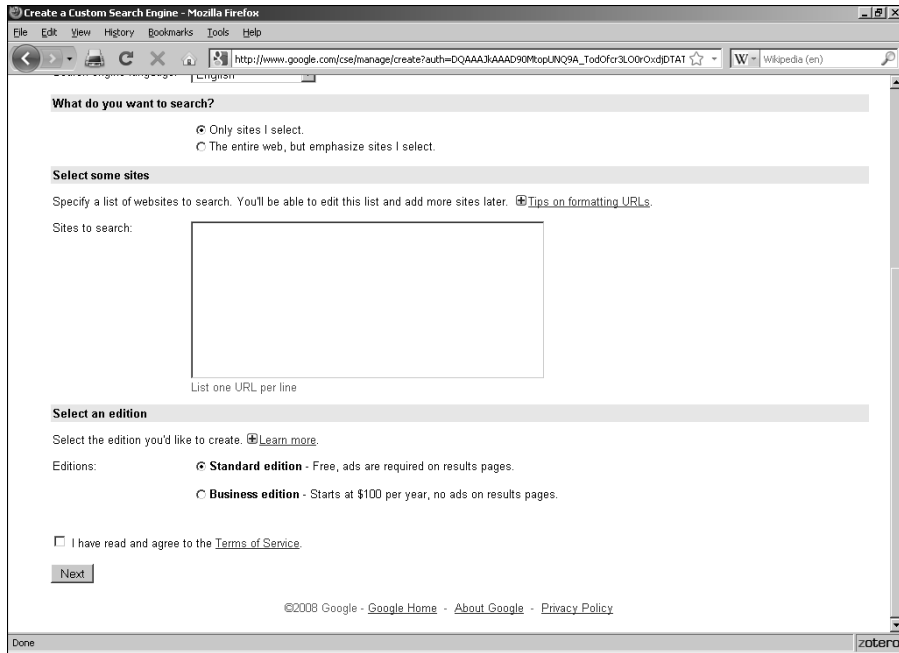 Create a Custom Search Engine - Mozilla Firefox
File Edit View History Bookmarks Tools Help
http://www.google.com/cse/manage/create?auth=DQAAAJkAAAD90MtopUNQ9A_TodOfcr3LO0rOxdjDTAT
W Wikipedia (en)
Search engine language: English
What do you want to search?
Only sites I select.
The entire web, but emphasize sites I select.
Select some sites
Specify a list of websites to search. You'll be able to edit this list and add more sites later. Tips on formatting URLs.
Sites to search:
List one URL per line
Select an edition
Select the edition you'd like to create. Learn more.
Editions:
Standard edition - Free, ads are required on results pages.
Business edition - Starts at $100 per year, no ads on results pages.
I have read and agree to the Terms of Service.
Next
©2008 Google - Google Home - About Google - Privacy Policy
Done
zotero